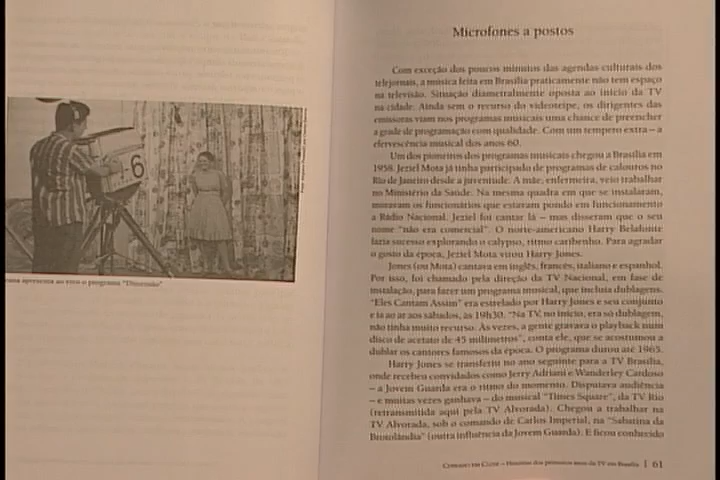 -6
apresenta ao vivo o programa "Dimensão"
Microfones a postos
Com exceção dos poucos minutos das agendas culturais dos
telejornais, a música feita em Brasília praticamente não tem espaço
na televisão. Situação diametralmente oposta ao início da TV
na cidade. Ainda sem o recurso do videoteipe, os dirigentes das
emissoras viam nos programas musicais uma chance de preencher
a grade de programação com qualidade. Com um tempero extra – a
efervescência musical dos anos 60.
Um dos pioneiros dos programas musicais chegou a Brasília em
1958. Jeziel Mota já tinha participado de programas de calouros no
Rio de Janeiro desde a juventude. A mãe, enfermeira, veio trabalhar
no Ministério da Saúde. Na mesma quadra em que se instalaram,
moravam os funcionários que estavam pondo em funcionamento
a Rádio Nacional. Jeziel foi cantar lá – mas disseram que o seu
nome "não era comercial". O norte-americano Harry Belafonte
fazia sucesso explorando o calypso, ritmo caribenho. Para agradar
o gosto da época, Jeziel Mota virou Harry Jones.
Jones (ou Mota) cantava em inglês, francês, italiano e espanhol.
Por isso, foi chamado pela direção da TV Nacional, em fase de
instalação, para fazer um programa musical, que incluía dublagens.
"Eles Cantam Assim" era estrelado por Harry Jones e seu conjunto
e ia ao ar aos sábados, às 19h30. "Na TV, no início, era só dublagem,
não tinha muito recurso. Às vezes, a gente gravava o playback num
disco de acetato de 45 milímetros", conta ele, que se acostumou a
dublar os cantores famosos da época. O programa durou até 1965.
Harry Jones se transferiu no ano seguinte para a TV Brasília,
onde recebeu convidados como Jerry Adriani e Wanderley Cardoso
– a Jovem Guarda era o ritmo do momento. Disputava audiência
– e muitas vezes ganhava – do musical "Times Square", da TV Rio
(retransmitida aqui pela TV Alvorada). Chegou a trabalhar na
TV Alvorada, sob o comando de Carlos Imperial, na "Sabatina da
Brotolândia" (outra influência da Jovem Guarda). E ficou conhecido
Histórias dos primeiros anos da TV em Brasília | 61